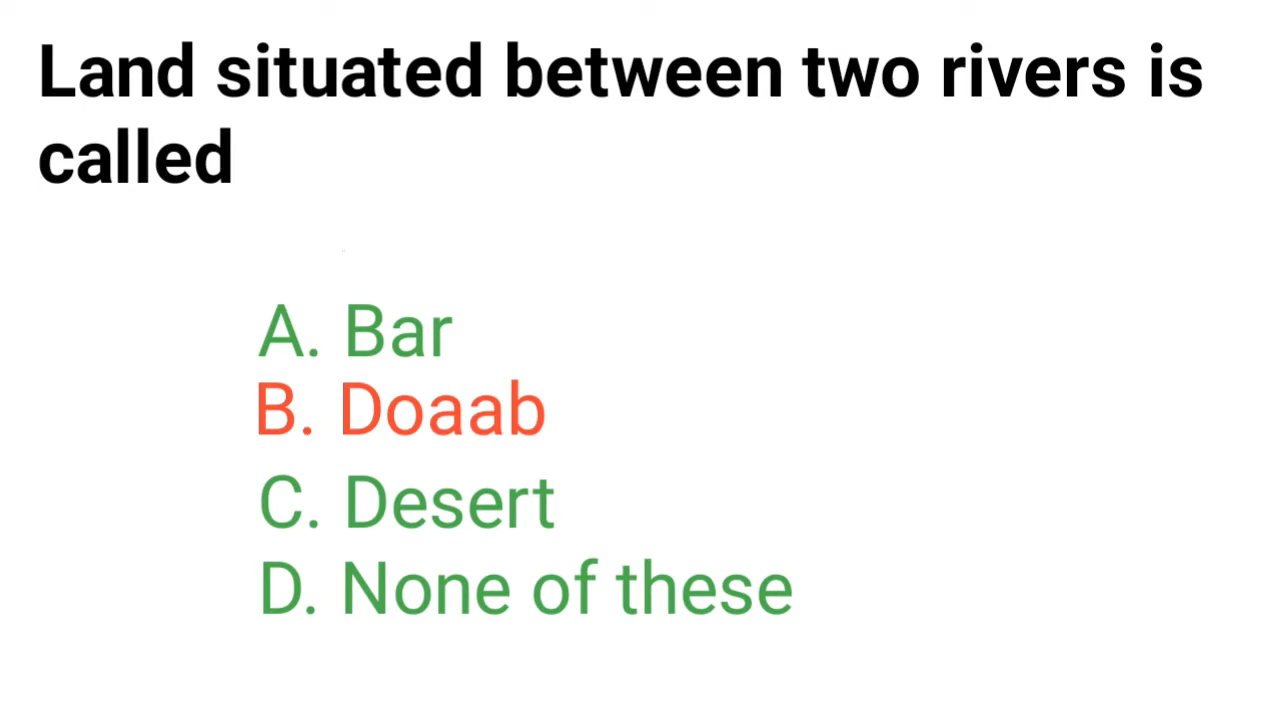 Land situated between two rivers is
called
A. Bar
B. Doaab
C. Desert
D. None of these